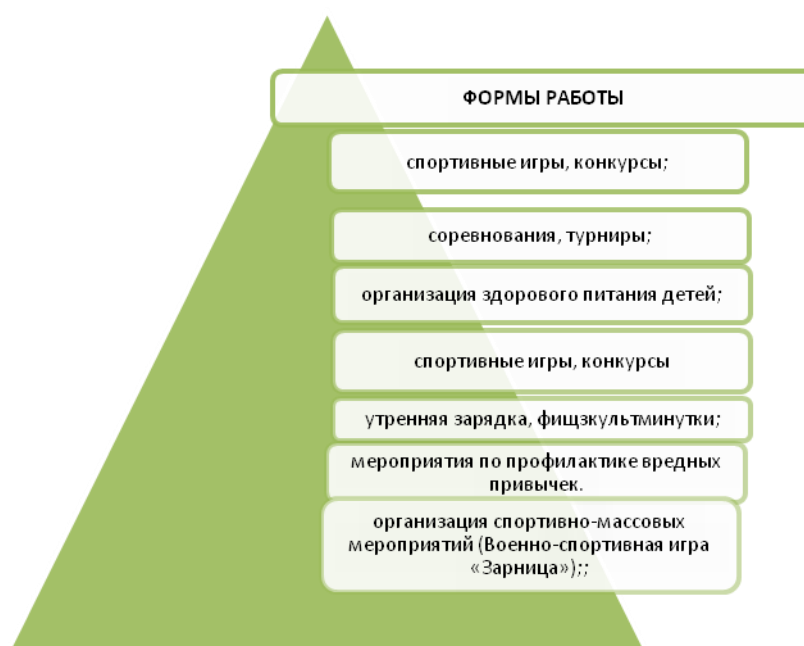 ФОРМЫ РАБОТЫ
спортивные игры, конкурсы;
соревнования, турниры;
организация здорового питания детей;
спортивные игры, конкурсы
утренняя зарядка, фищзкультминутки;
мероприятия по профилактике вредных
привычек.
организация спортивно-массовых
мероприятий (Военно-спортивная игра
«Зарница»);;